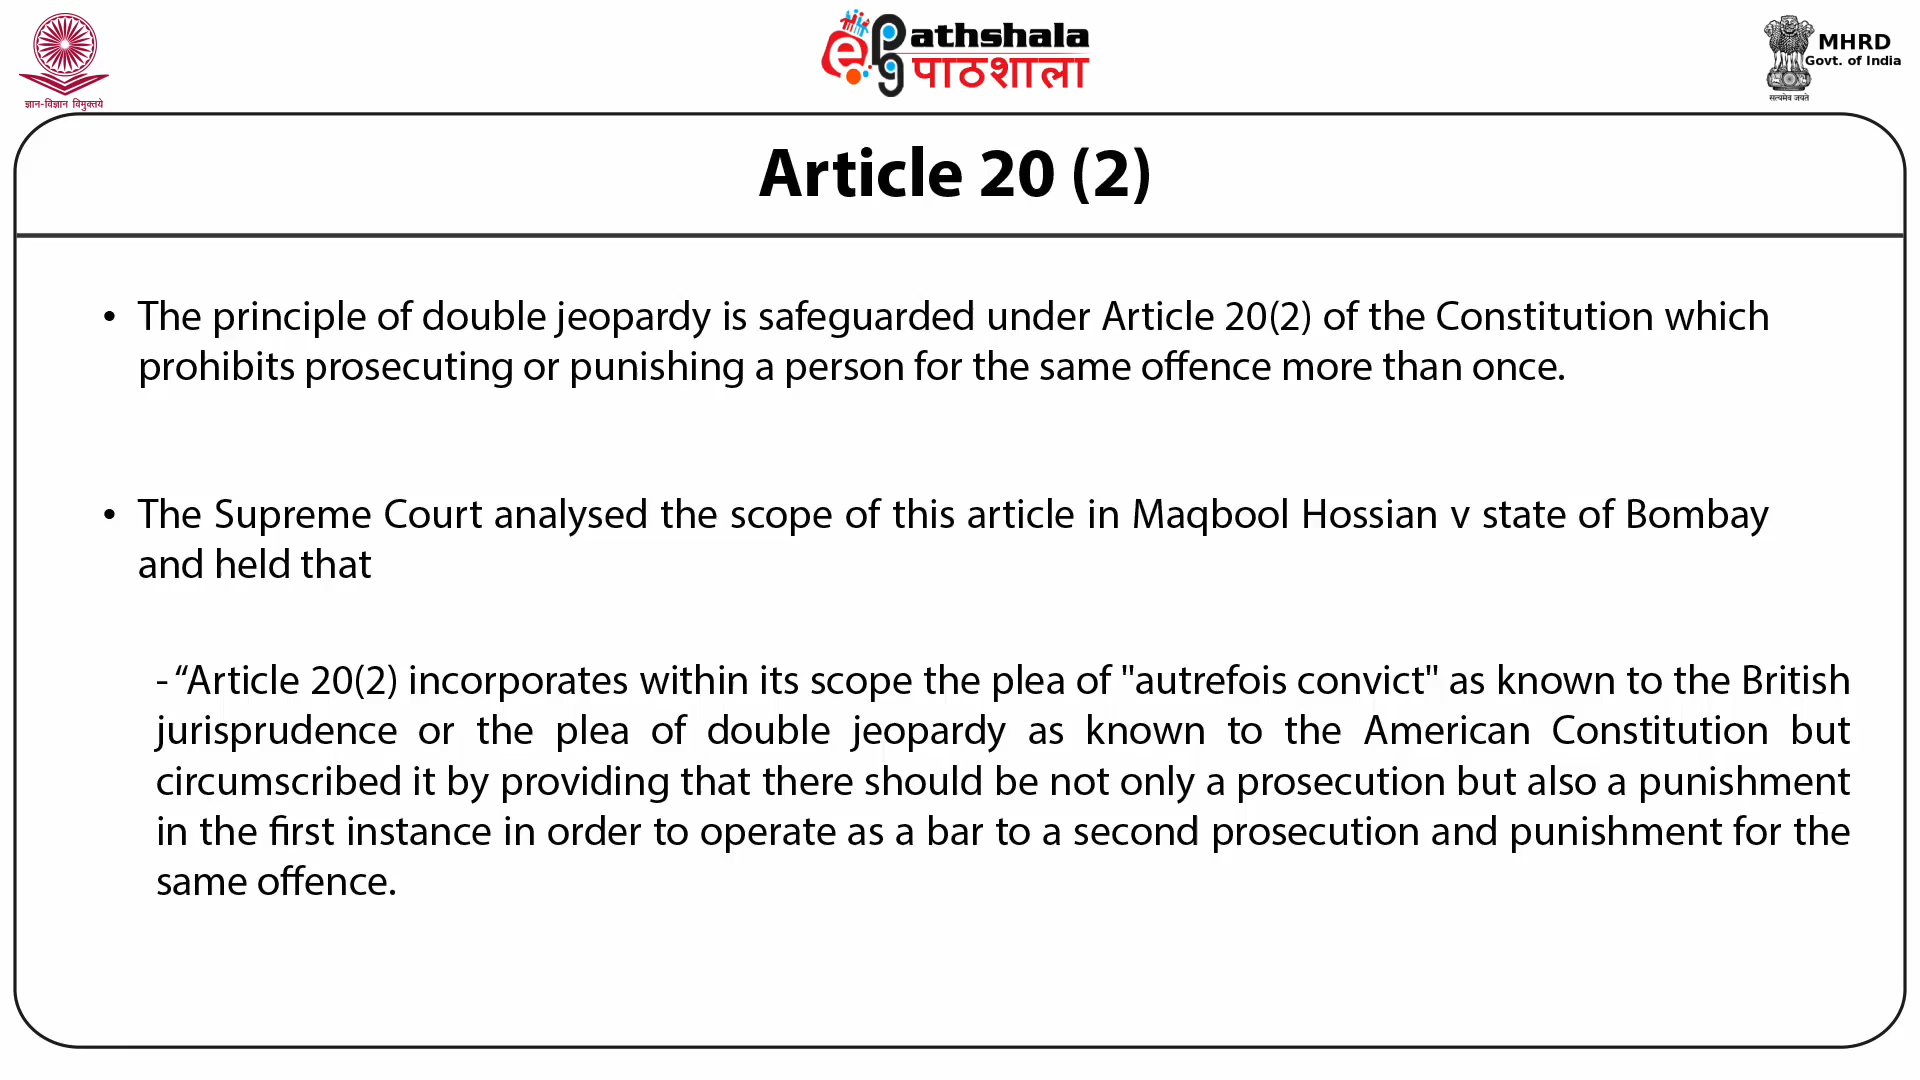 ज्ञान-विज्ञान विमुक्तये
ePathshala
पाठशाला
MHRD
Govt. of India
सत्यमेव जयते
Article 20 (2)
• The principle of double jeopardy is safeguarded under Article 20(2) of the Constitution which
prohibits prosecuting or punishing a person for the same offence more than once.
• The Supreme Court analysed the scope of this article in Maqbool Hossian v state of Bombay
and held that
- “Article 20(2) incorporates within its scope the plea of "autrefois convict" as known to the British
jurisprudence or the plea of double jeopardy as known to the American Constitution but
circumscribed it by providing that there should be not only a prosecution but also a punishment
in the first instance in order to operate as a bar to a second prosecution and punishment for the
same offence.